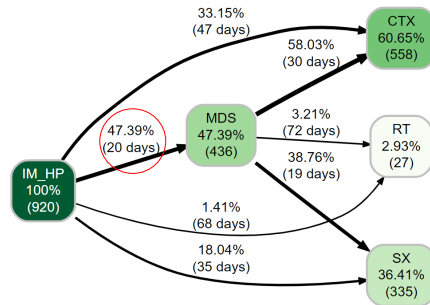 33.15%
(47 days)
CTX
60.65%
(558)
58.03%
(30 days)
47.39%
(20 days)
MDS
47.39%
(436)
3.21%
(72 days)
RT
2.93%
(27)
38.76%
(19 days)
IM_HP
100%
(920)
1.41%
(68 days)
18.04%
(35 days)
SX
36.41%
(335)